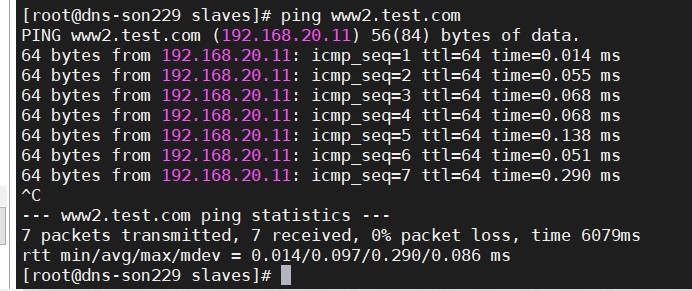 [root@dns-son229 slaves]# ping www2.test.com
PING www2.test.com (192.168.20.11) 56(84) bytes of data.
64 bytes from 192.168.20.11: icmp_seq=1 ttl=64 time=0.014 ms
64 bytes from 192.168.20.11: icmp_seq=2 ttl=64 time=0.055 ms
64 bytes from 192.168.20.11: icmp_seq=3 ttl=64 time=0.068 ms
64 bytes from 192.168.20.11: icmp_seq=4 ttl=64 time=0.068 ms
64 bytes from 192.168.20.11: icmp_seq=5 ttl=64 time=0.138 ms
64 bytes from 192.168.20.11: icmp_seq=6 ttl=64 time=0.051 ms
64 bytes from 192.168.20.11: icmp_seq=7 ttl=64 time=0.290 ms
^C
--- www2.test.com ping statistics ---
7 packets transmitted, 7 received, 0% packet loss, time 6079ms
rtt min/avg/max/mdev = 0.014/0.097/0.290/0.086 ms
[root@dns-son229 slaves]#